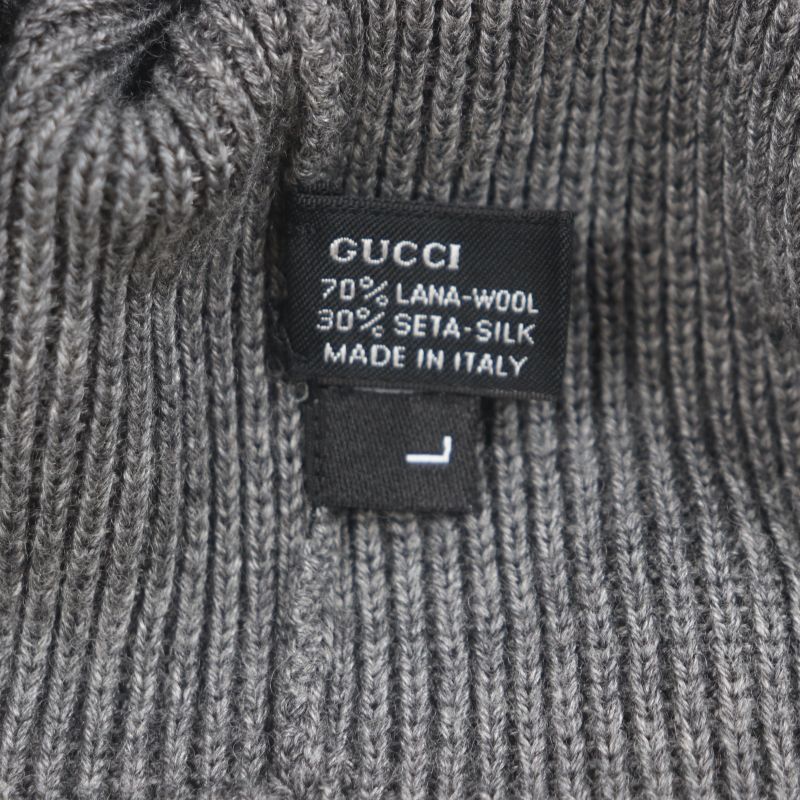 GUCCI
70% LANA-WOOL
30% SETA-SILK
MADE IN ITALY
L